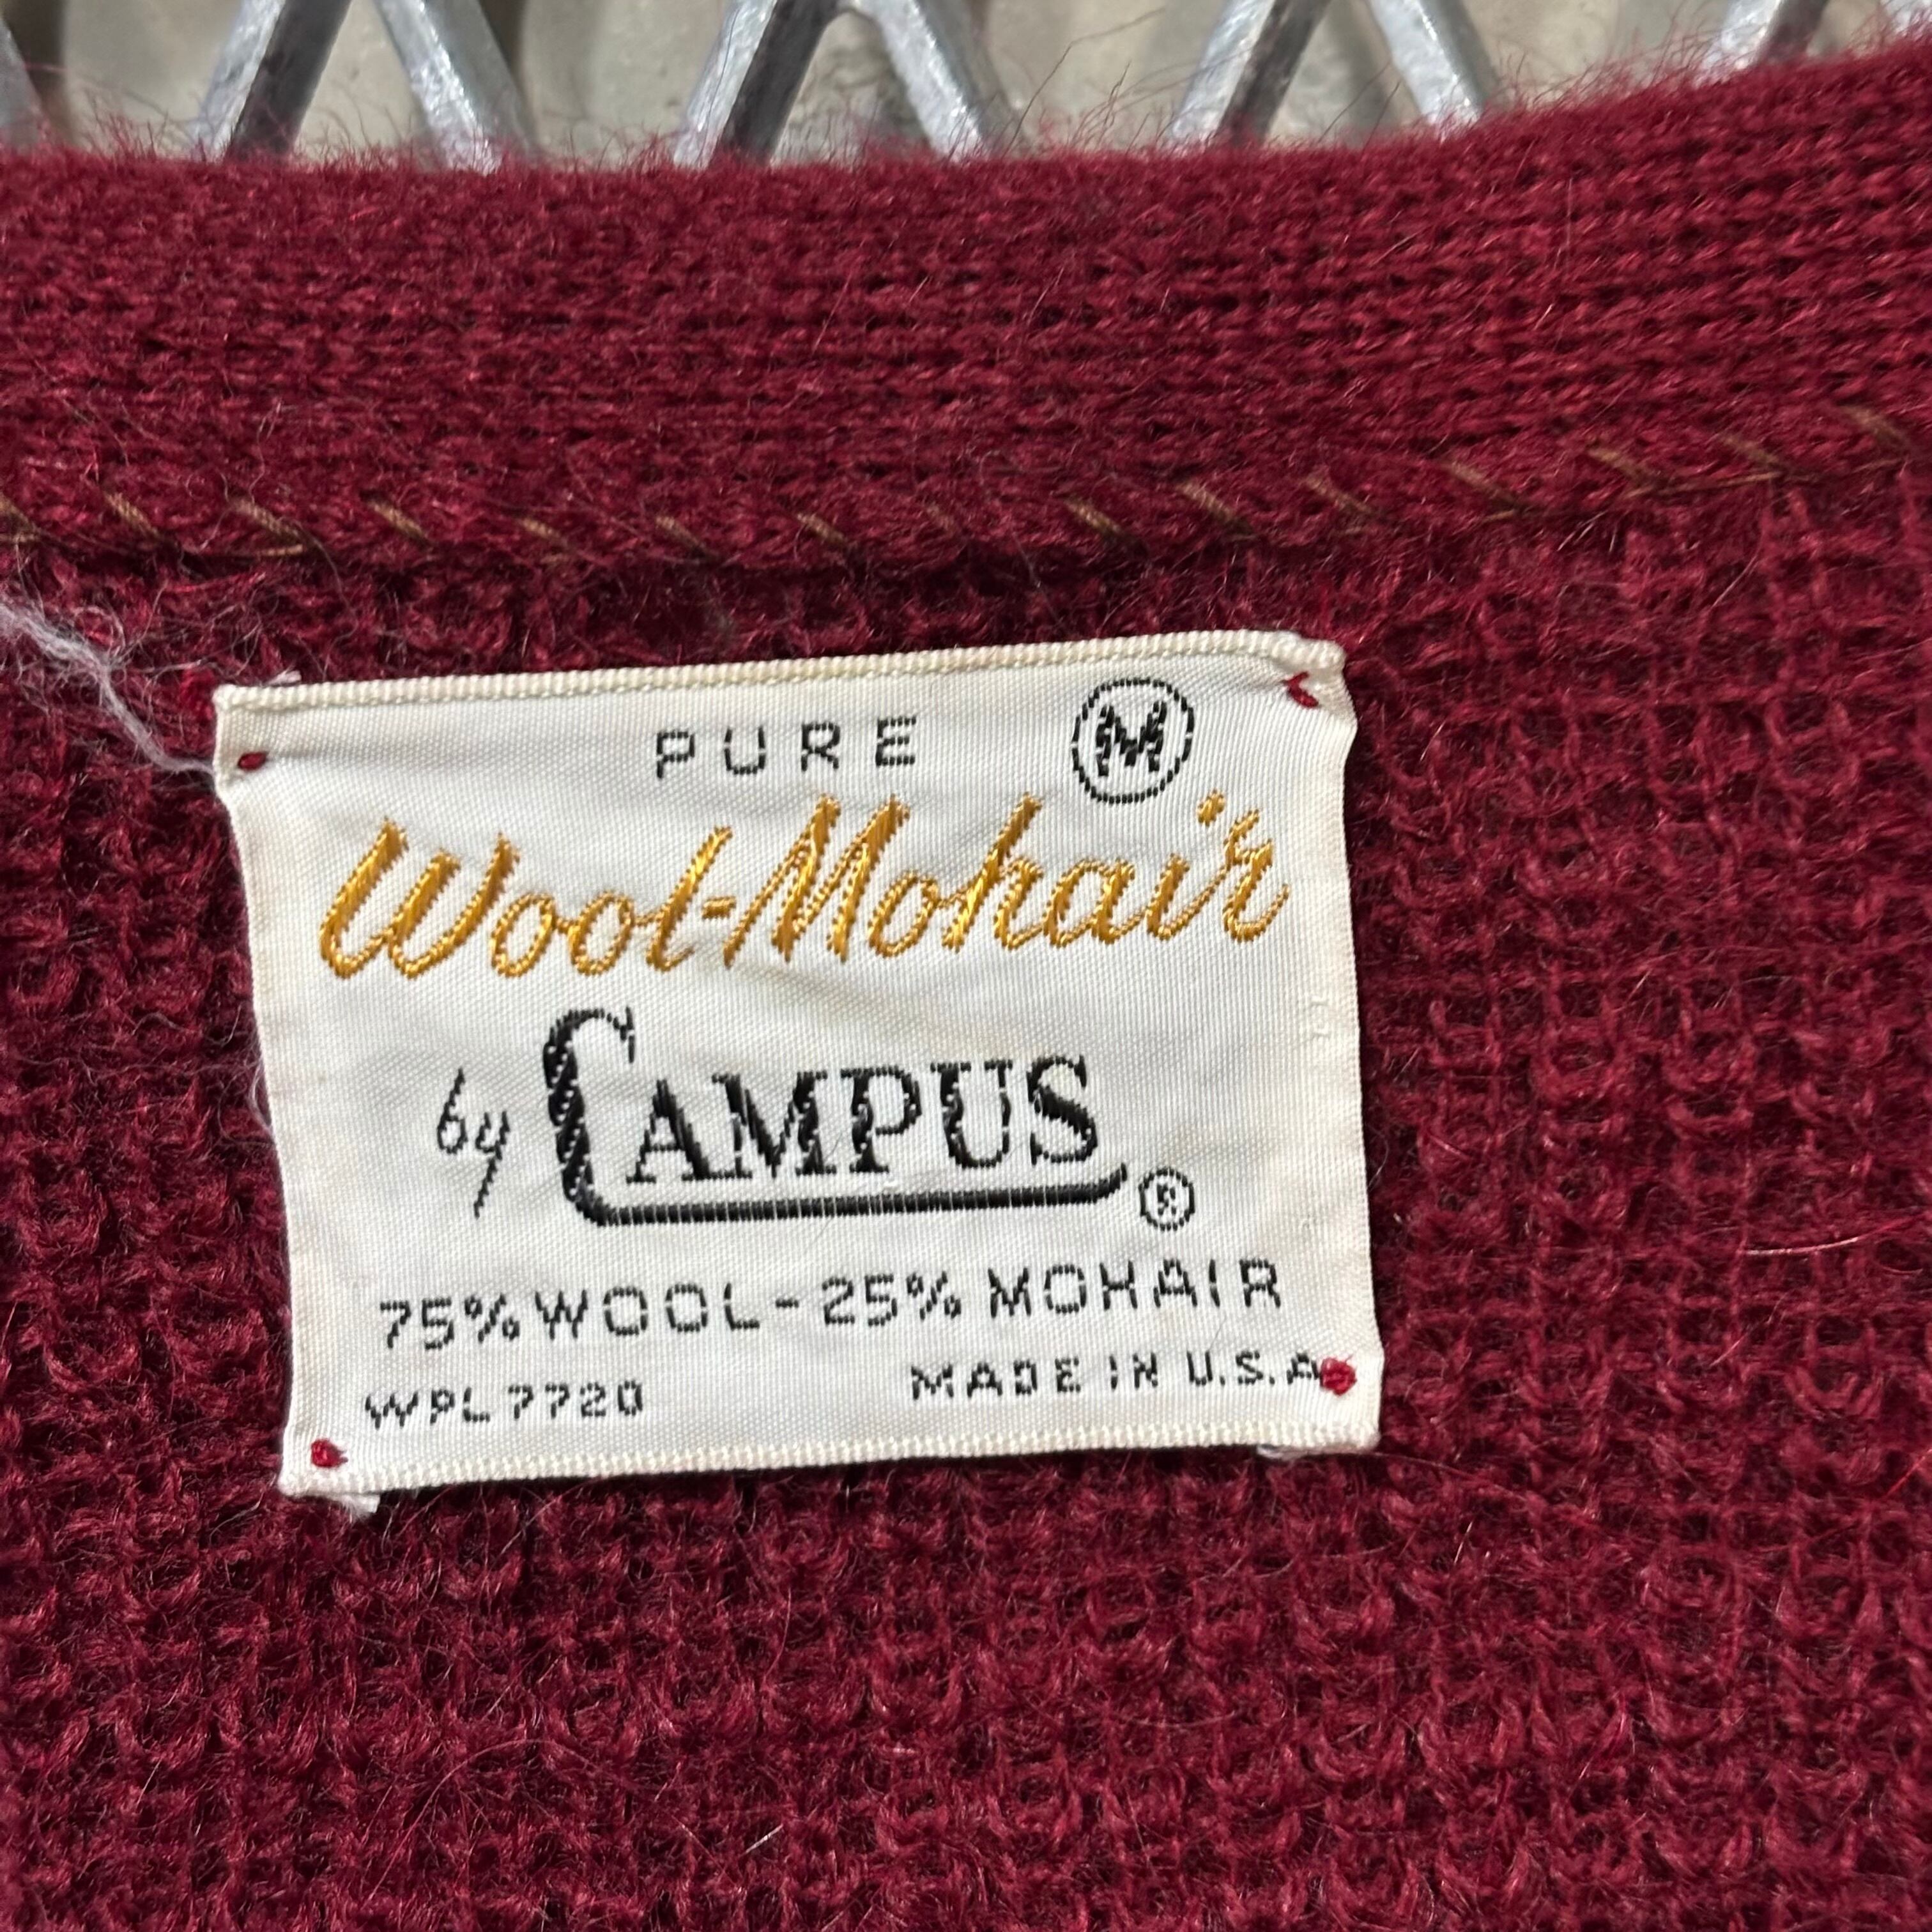 PURE M
Wool-Mohair
by CAMPUS ®
75% WOOL - 25% MOHAIR
WPL 7720 MADE IN U.S.A